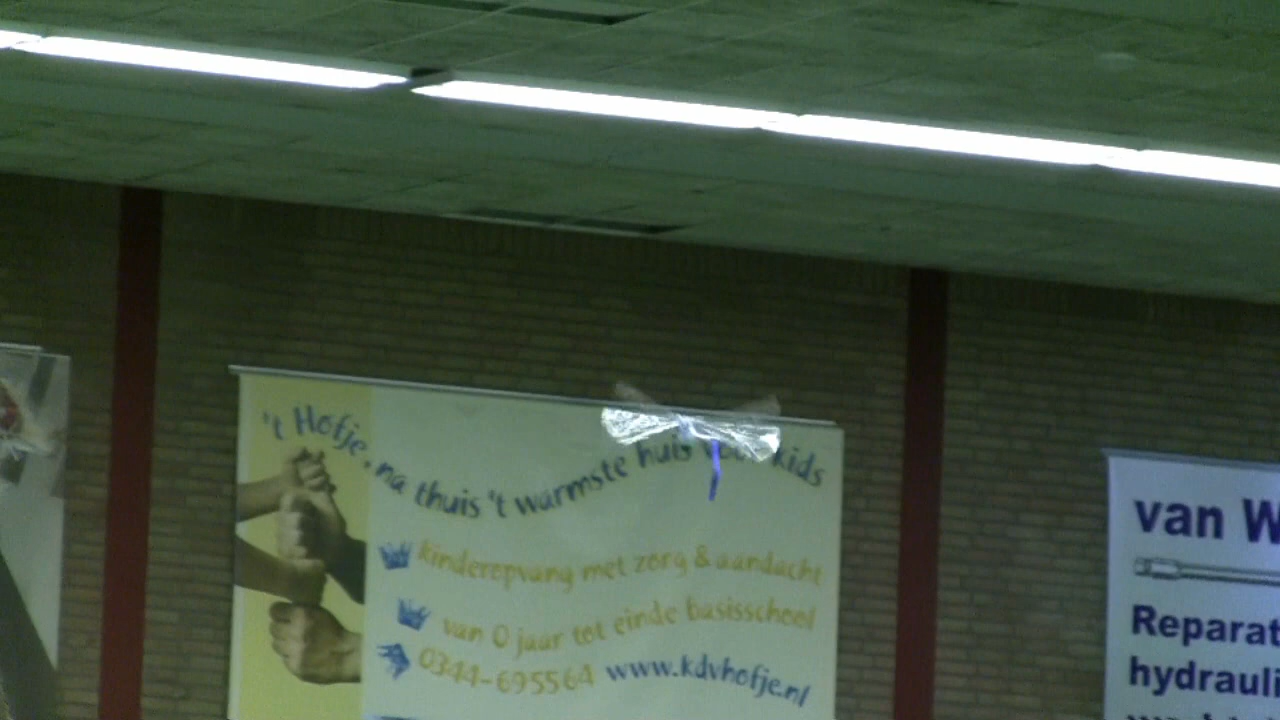 't Hofje, na thuis 't warmste huis voor kids
kinderopvang met zorg & aandacht
van 0 jaar tot einde basisschool
0344-695564 www.kdvhofje.nl
van W
Reparat
hydrauli